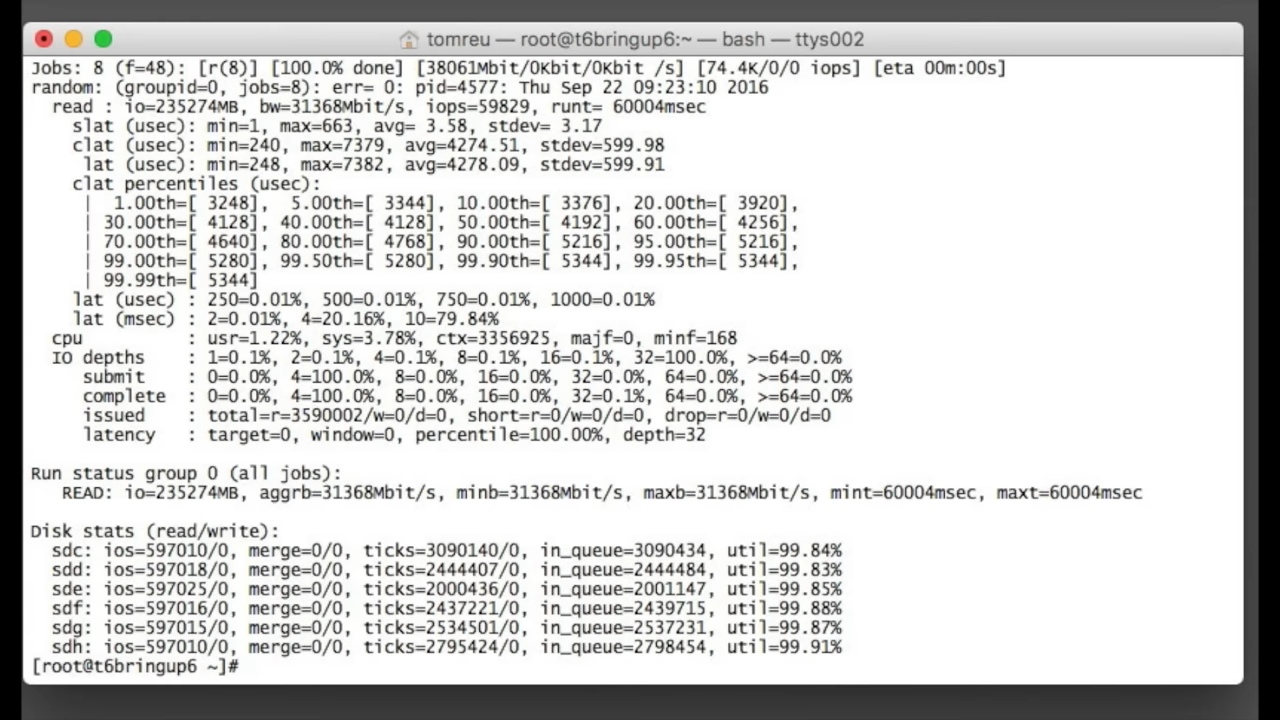 tomreu — root@t6bringup6:~ — bash — ttys002
Jobs: 8 (f=48): [r(8)] [100.0% done] [38061Mbit/0Kbit/0Kbit /s] [74.4K/0/0 iops] [eta 00m:00s]
random: (groupid=0, jobs=8): err= 0: pid=4577: Thu Sep 22 09:23:10 2016
  read : io=235274MB, bw=31368Mbit/s, iops=59829, runt= 60004msec
    slat (usec): min=1, max=663, avg= 3.58, stdev= 3.17
    clat (usec): min=240, max=7379, avg=4274.51, stdev=599.98
     lat (usec): min=248, max=7382, avg=4278.09, stdev=599.91
    clat percentiles (usec):
     |  1.00th=[ 3248],  5.00th=[ 3344], 10.00th=[ 3376], 20.00th=[ 3920],
     | 30.00th=[ 4128], 40.00th=[ 4128], 50.00th=[ 4192], 60.00th=[ 4256],
     | 70.00th=[ 4640], 80.00th=[ 4768], 90.00th=[ 5216], 95.00th=[ 5216],
     | 99.00th=[ 5280], 99.50th=[ 5280], 99.90th=[ 5344], 99.95th=[ 5344],
     | 99.99th=[ 5344]
    lat (usec) : 250=0.01%, 500=0.01%, 750=0.01%, 1000=0.01%
    lat (msec) : 2=0.01%, 4=20.16%, 10=79.84%
  cpu          : usr=1.22%, sys=3.78%, ctx=3356925, majf=0, minf=168
  IO depths    : 1=0.1%, 2=0.1%, 4=0.1%, 8=0.1%, 16=0.1%, 32=100.0%, >=64=0.0%
     submit    : 0=0.0%, 4=100.0%, 8=0.0%, 16=0.0%, 32=0.0%, 64=0.0%, >=64=0.0%
     complete  : 0=0.0%, 4=100.0%, 8=0.0%, 16=0.0%, 32=0.1%, 64=0.0%, >=64=0.0%
     issued    : total=r=3590002/w=0/d=0, short=r=0/w=0/d=0, drop=r=0/w=0/d=0
     latency   : target=0, window=0, percentile=100.00%, depth=32
Run status group 0 (all jobs):
   READ: io=235274MB, aggrb=31368Mbit/s, minb=31368Mbit/s, maxb=31368Mbit/s, mint=60004msec, maxt=60004msec
Disk stats (read/write):
  sdc: ios=597010/0, merge=0/0, ticks=3090140/0, in_queue=3090434, util=99.84%
  sdd: ios=597018/0, merge=0/0, ticks=2444407/0, in_queue=2444484, util=99.83%
  sde: ios=597025/0, merge=0/0, ticks=2000436/0, in_queue=2001147, util=99.85%
  sdf: ios=597016/0, merge=0/0, ticks=2437221/0, in_queue=2439715, util=99.88%
  sdg: ios=597015/0, merge=0/0, ticks=2534501/0, in_queue=2537231, util=99.87%
  sdh: ios=597010/0, merge=0/0, ticks=2795424/0, in_queue=2798454, util=99.91%
[root@t6bringup6 ~]#